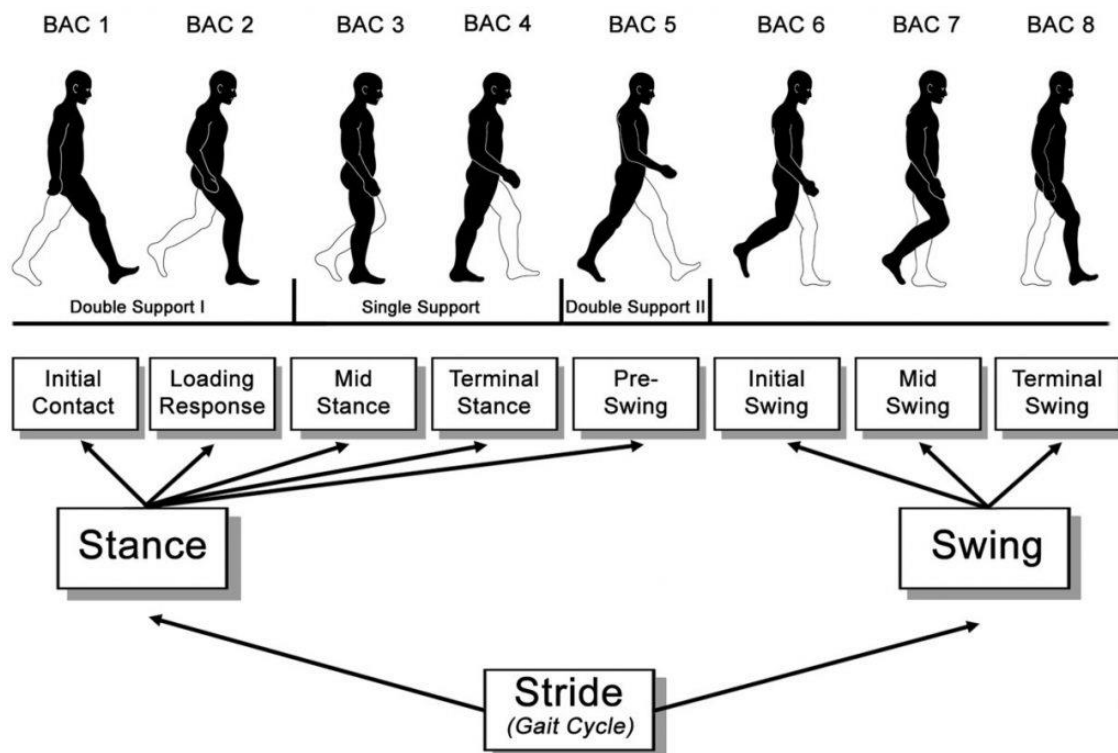 BAC 1 BAC 2 BAC 3 BAC 4 BAC 5 BAC 6 BAC 7 BAC 8
Double Support I Single Support Double Support II
Initial Contact
Loading Response
Mid Stance
Terminal Stance
Pre-Swing
Initial Swing
Mid Swing
Terminal Swing
Stance
Swing
Stride
(Gait Cycle)